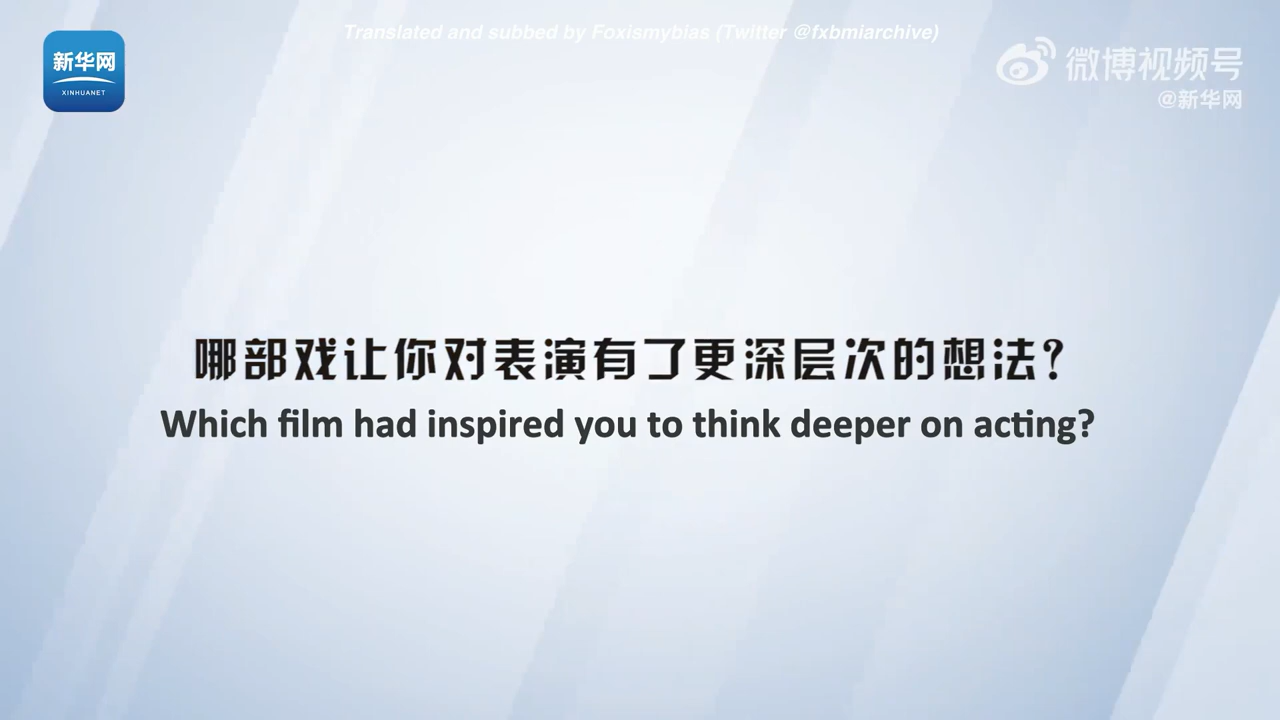 Translated and subbed by Foxismybias (Twitter @fxbmiarchive)
新华网
XINHUANET
微博视频号
@新华网
哪部戏让你对表演有了更深层次的想法?
Which film had inspired you to think deeper on acting?